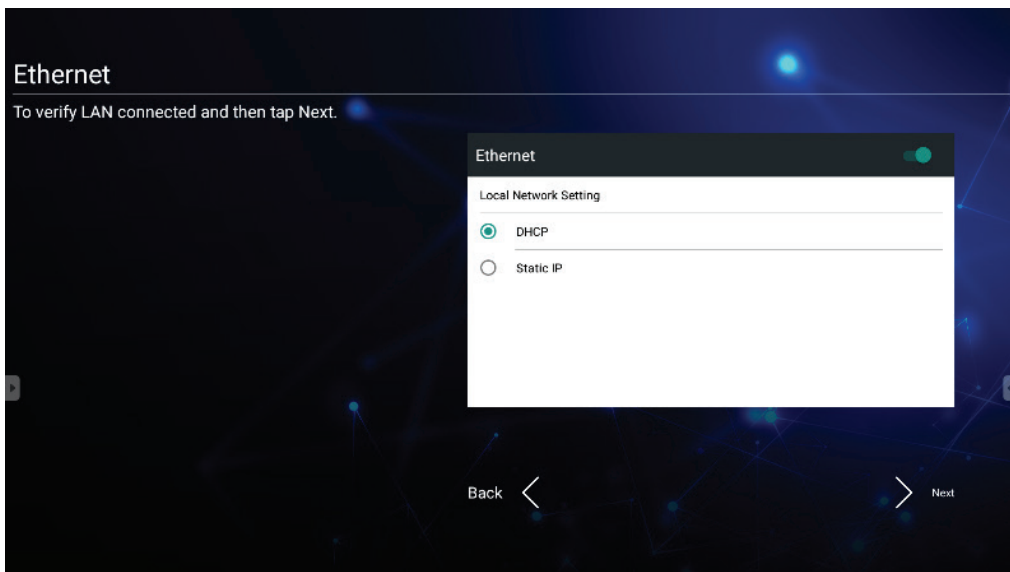 Ethernet
To verify LAN connected and then tap Next.
Ethernet
Local Network Setting
DHCP
Static IP
Back
Next